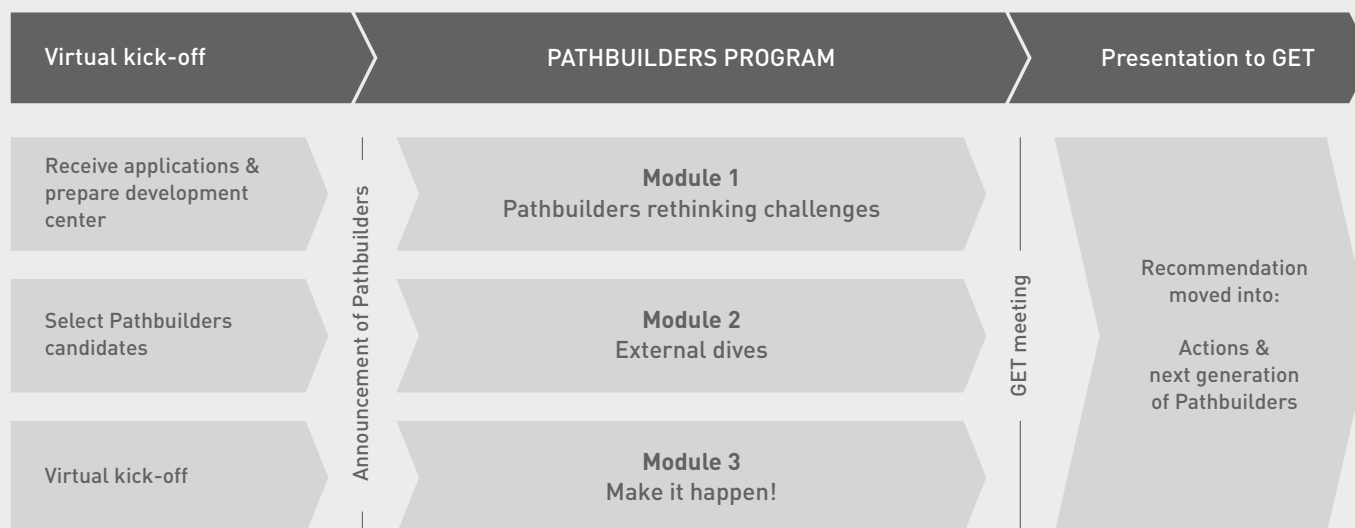 Virtual kick-off
PATHBUILDERS PROGRAM
Presentation to GET
Receive applications &
prepare development
center
Select Pathbuilders
candidates
Virtual kick-off
Announcement of Pathbuilders
Module 1
Pathbuilders rethinking challenges
Module 2
External dives
Module 3
Make it happen!
GET meeting
Recommendation
moved into:
Actions &
next generation
of Pathbuilders